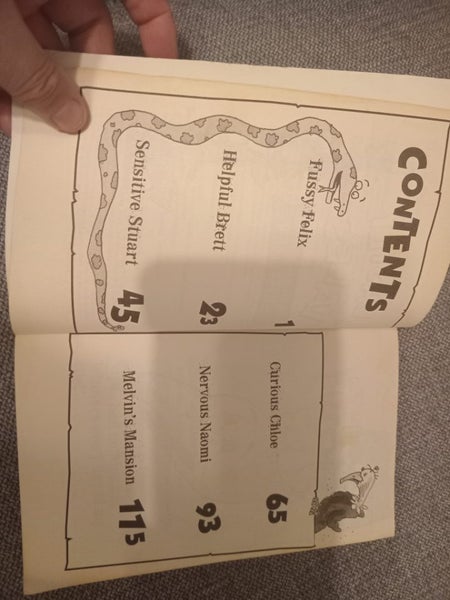 CONTENTS
Fussy Felix 1
Helpful Brett 23
Sensitive Stuart 45
Curious Chloe 65
Nervous Naomi 93
Melvin's Mansion 115